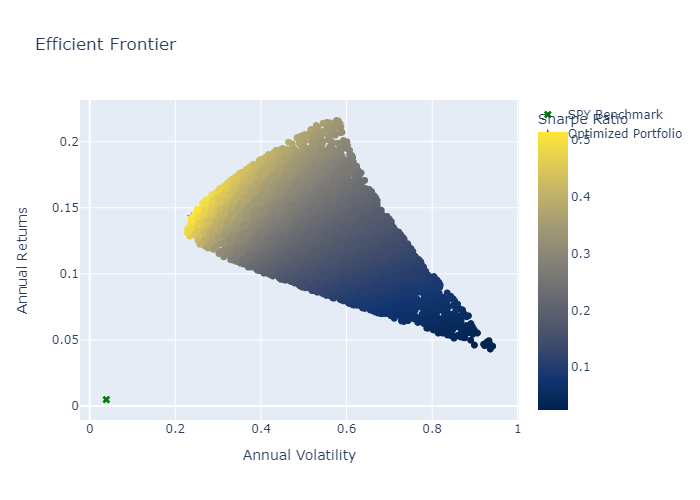 Efficient Frontier
SPY Benchmark
Sharpe Ratio
Optimized Portfolio
0.5
0.4
0.3
0.2
0.1
0.2
0.15
0.1
0.05
0
Annual Returns
0
0.2
0.4
0.6
0.8
1
Annual Volatility